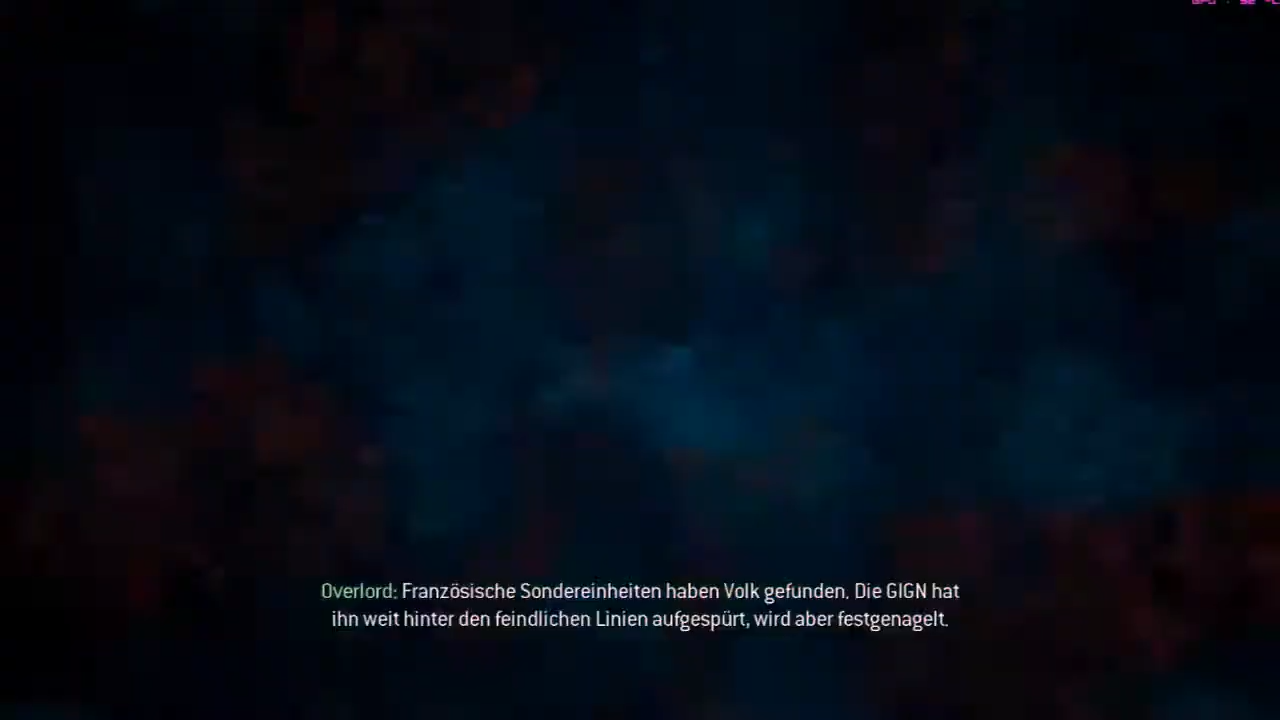 Overlord: Französische Sondereinheiten haben Volk gefunden. Die GIGN hat
ihn weit hinter den feindlichen Linien aufgespürt, wird aber festgenagelt.